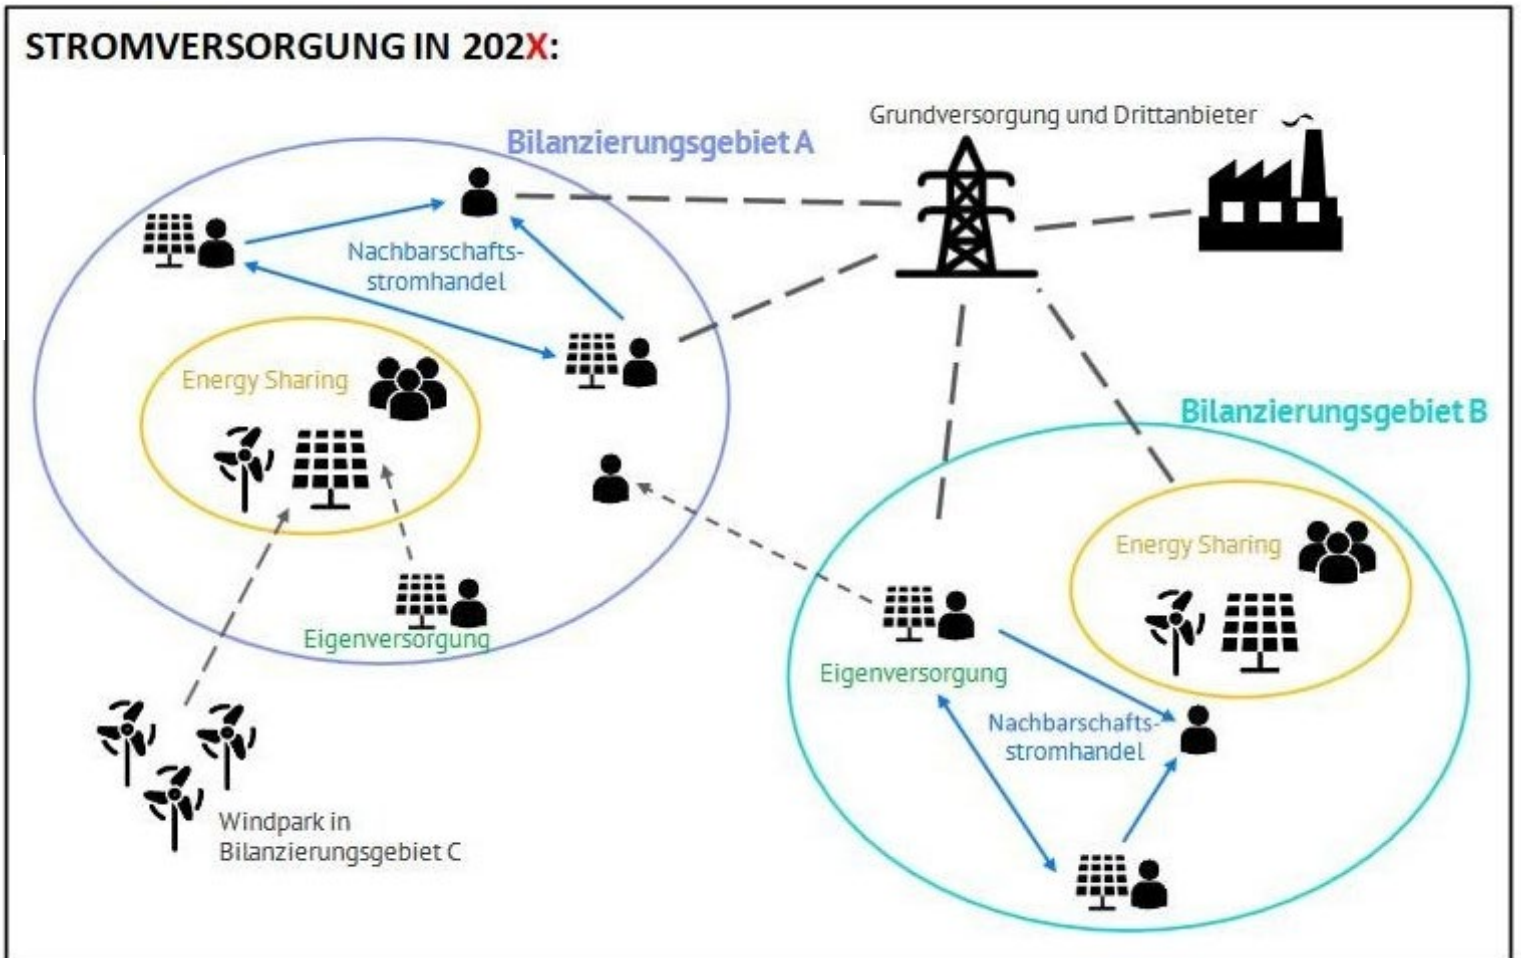 STROMVERSORGUNG IN 202X:
Grundversorgung und Drittanbieter
Bilanzierungsgebiet A
Nachbarschafts-
stromhandel
Energy Sharing
Eigenversorgung
Windpark in
Bilanzierungsgebiet C
Bilanzierungsgebiet B
Energy Sharing
Eigenversorgung
Nachbarschafts-
stromhandel